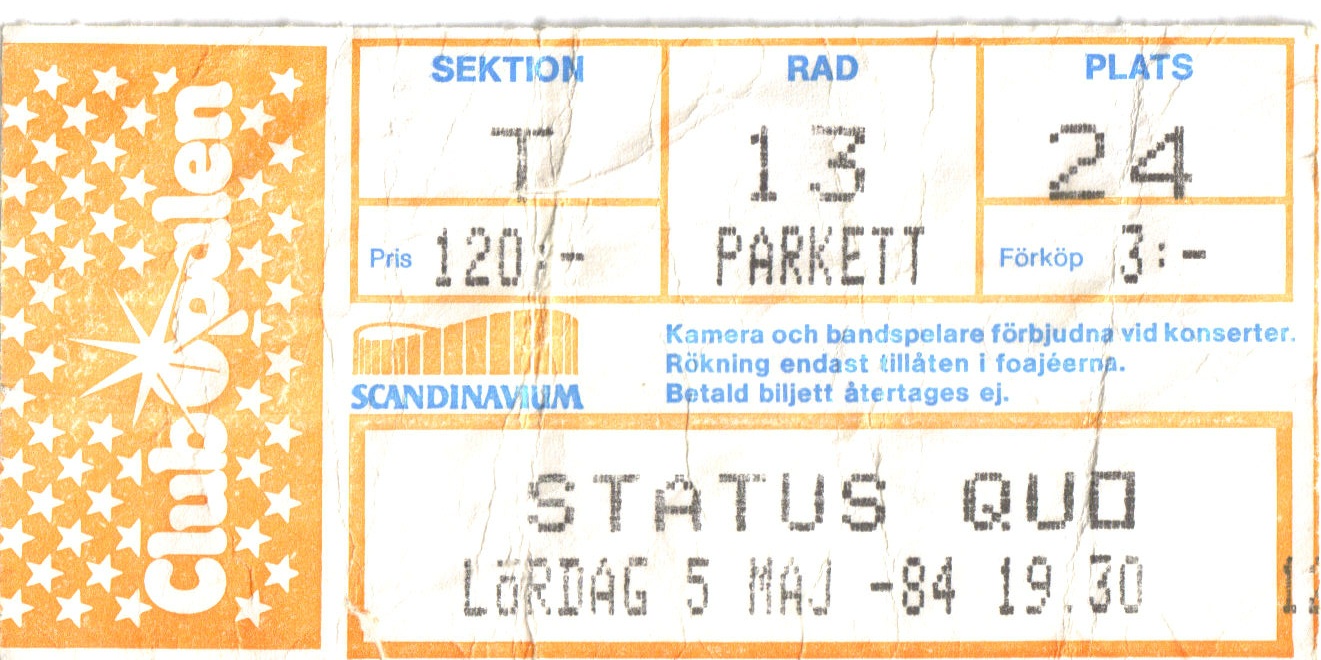 Club Opalen
SEKTION RAD PLATS
T 13 24
Pris 120:- PARKETT Förköp 3:-
SCANDINAVIUM
Kamera och bandspelare förbjudna vid konserter.
Rökning endast tillåten i foajéerna.
Betald biljett återtages ej.
STATUS QUO
LÖRDAG 5 MAJ -84 19.30